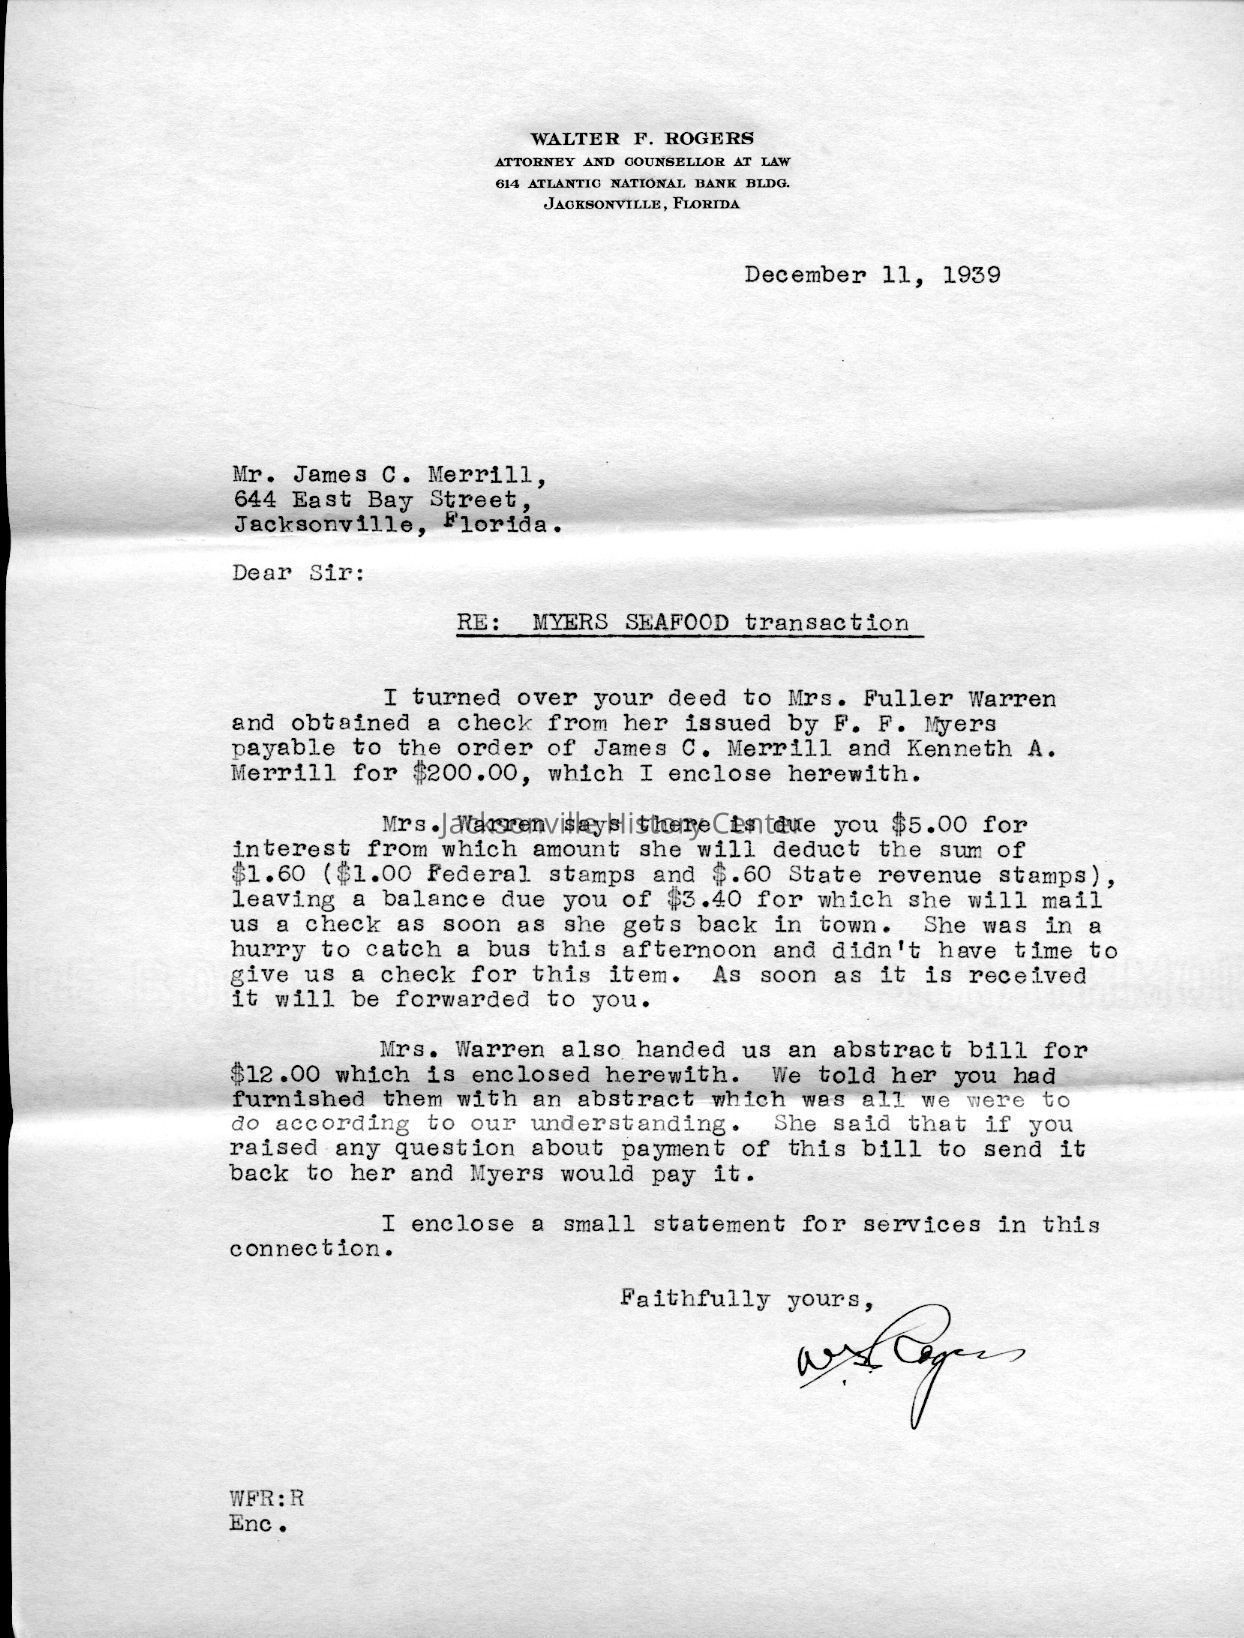 WALTER F. ROGERS
ATTORNEY AND COUNSELLOR AT LAW
614 ATLANTIC NATIONAL BANK BLDG.
JACKSONVILLE, FLORIDA
December 11, 1939
Mr. James C. Merrill,
644 East Bay Street,
Jacksonville, Florida.
Dear Sir:
RE: MYERS SEAFOOD transaction
I turned over your deed to Mrs. Fuller Warren
and obtained a check from her issued by F. F. Myers
payable to the order of James C. Merrill and Kenneth A.
Merrill for $200.00, which I enclose herewith.
Mrs. Warren says there is due you $5.00 for
Jacksonville History Center
interest from which amount she will deduct the sum of
$1.60 ($1.00 Federal stamps and $.60 State revenue stamps),
leaving a balance due you of $3.40 for which she will mail
us a check as soon as she gets back in town. She was in a
hurry to catch a bus this afternoon and didn't have time to
give us a check for this item. As soon as it is received
it will be forwarded to you.
Mrs. Warren also handed us an abstract bill for
$12.00 which is enclosed herewith. We told her you had
furnished them with an abstract which was all we were to
do according to our understanding. She said that if you
raised any question about payment of this bill to send it
back to her and Myers would pay it.
I enclose a small statement for services in this
connection.
Faithfully yours,
W. F. Rogers
WFR:R
Enc.